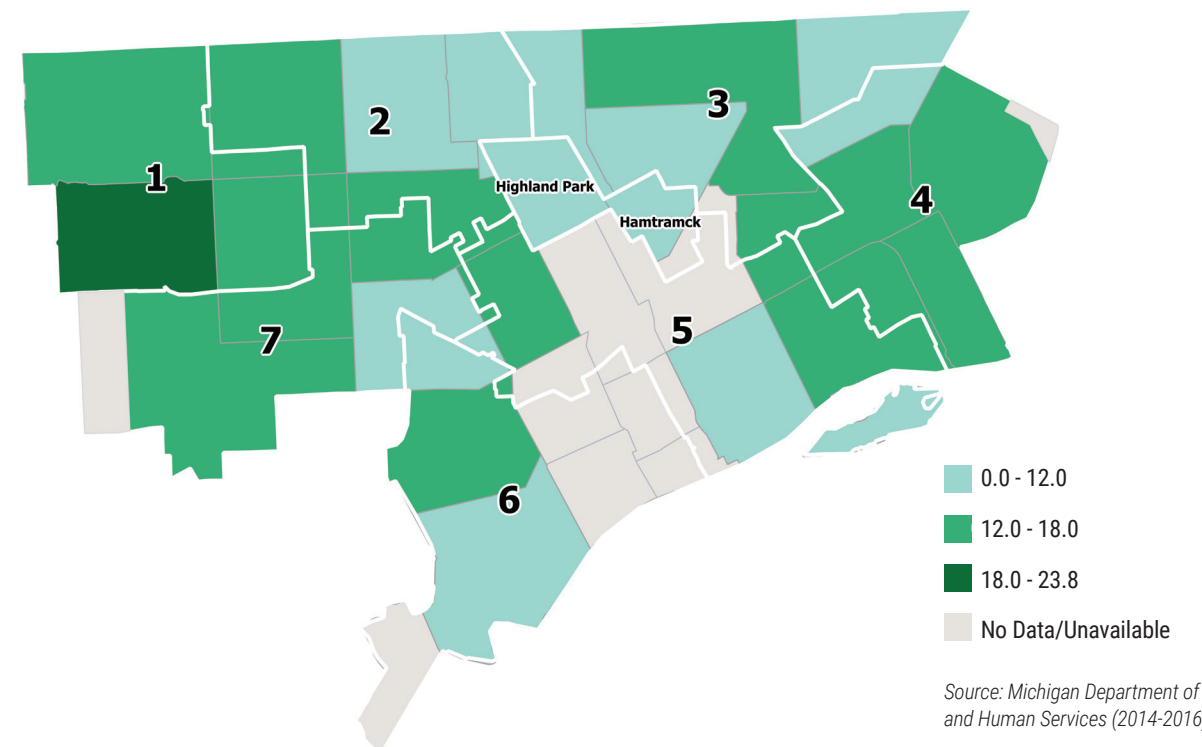 2
3
1
Highland Park
4
Hamtramck
5
7
6
0.0 - 12.0
12.0 - 18.0
18.0 - 23.8
No Data/Unavailable
Source: Michigan Department of
and Human Services (2014-2016)